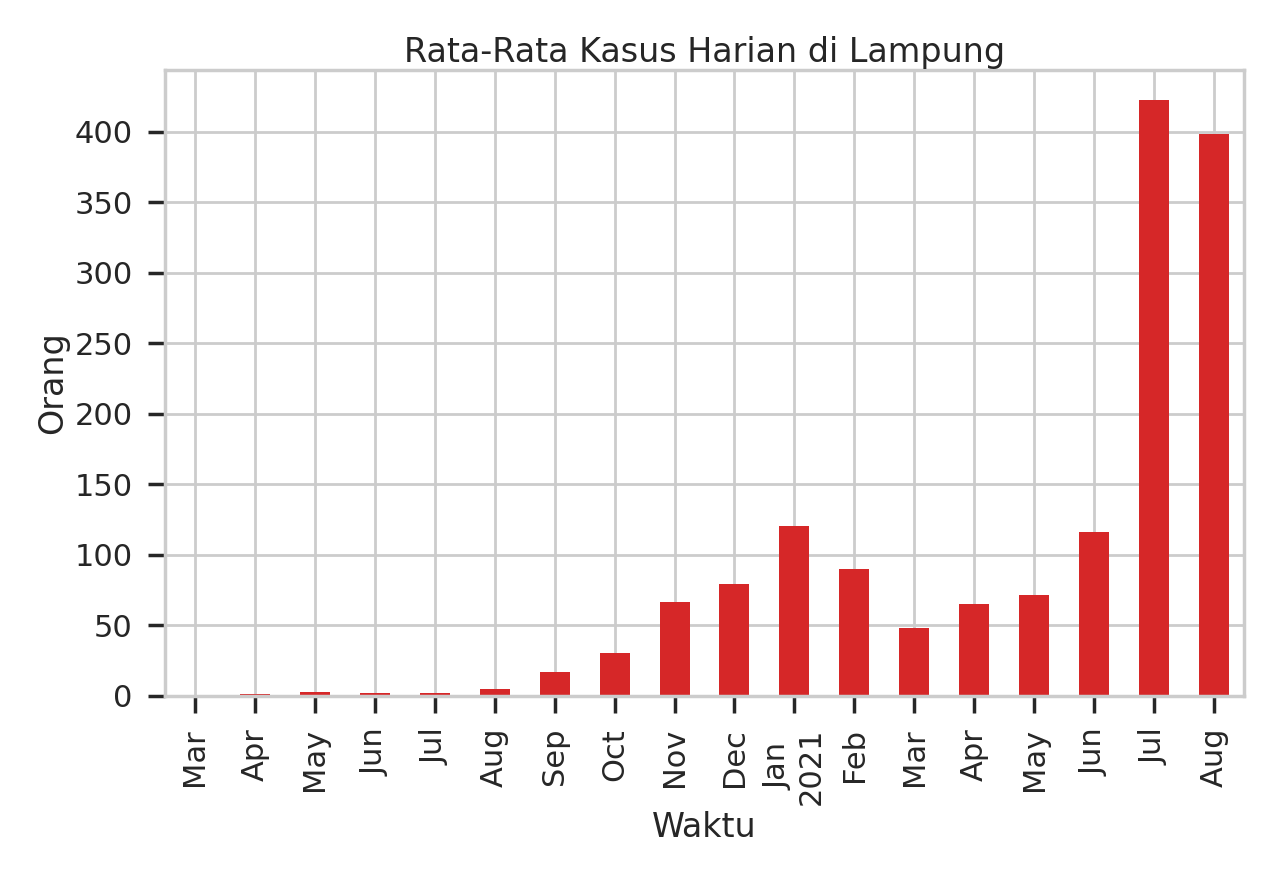 Rata-Rata Kasus Harian di Lampung
Orang
400
350
300
250
200
150
100
50
0
Mar
Apr
May
Jun
Jul
Aug
Sep
Oct
Nov
Dec
Jan
2021
Feb
Mar
Apr
May
Jun
Jul
Aug
Waktu